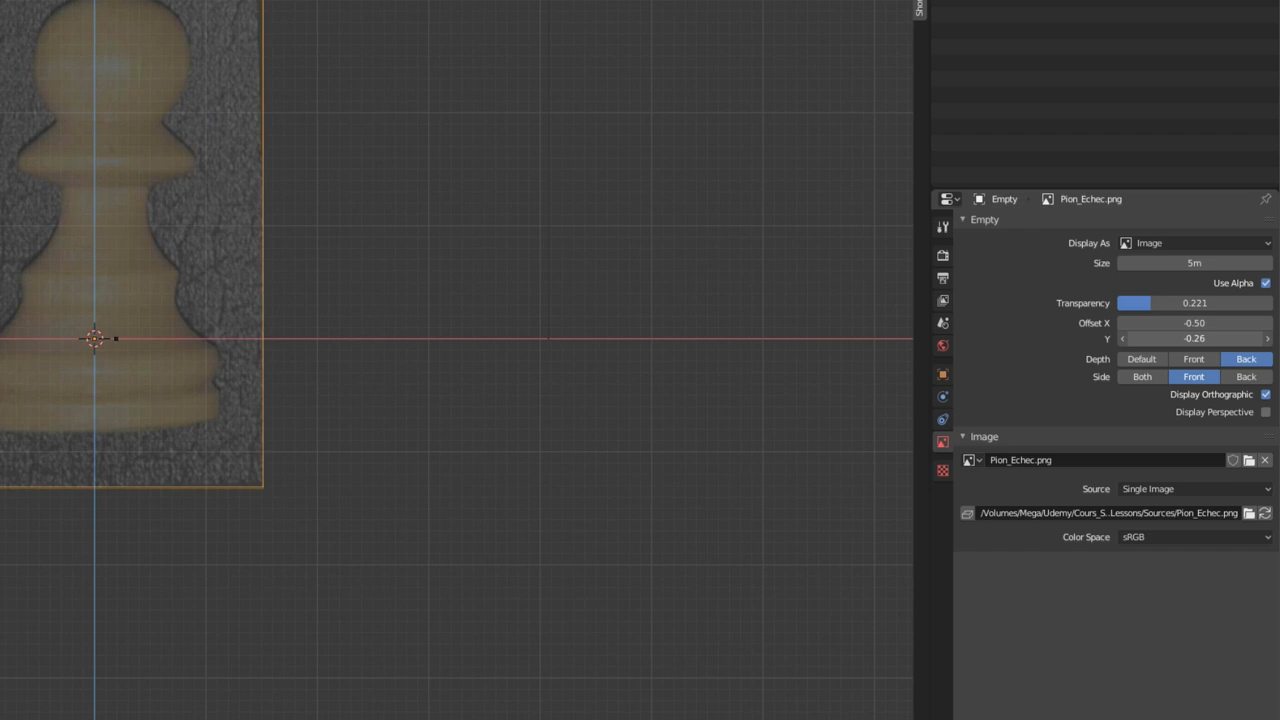 Sho
Empty
Pion_Echec.png
Empty
Display As
Image
Size
5m
Use Alpha
Transparency
0.221
Offset X
-0.50
Y
-0.26
Depth
Default
Front
Back
Side
Both
Front
Back
Display Orthographic
Display Perspective
Image
Pion_Echec.png
Source
Single Image
/Volumes/Mega/Udemy/Cours_S..Lessons/Sources/Pion_Echec.png
Color Space
sRGB